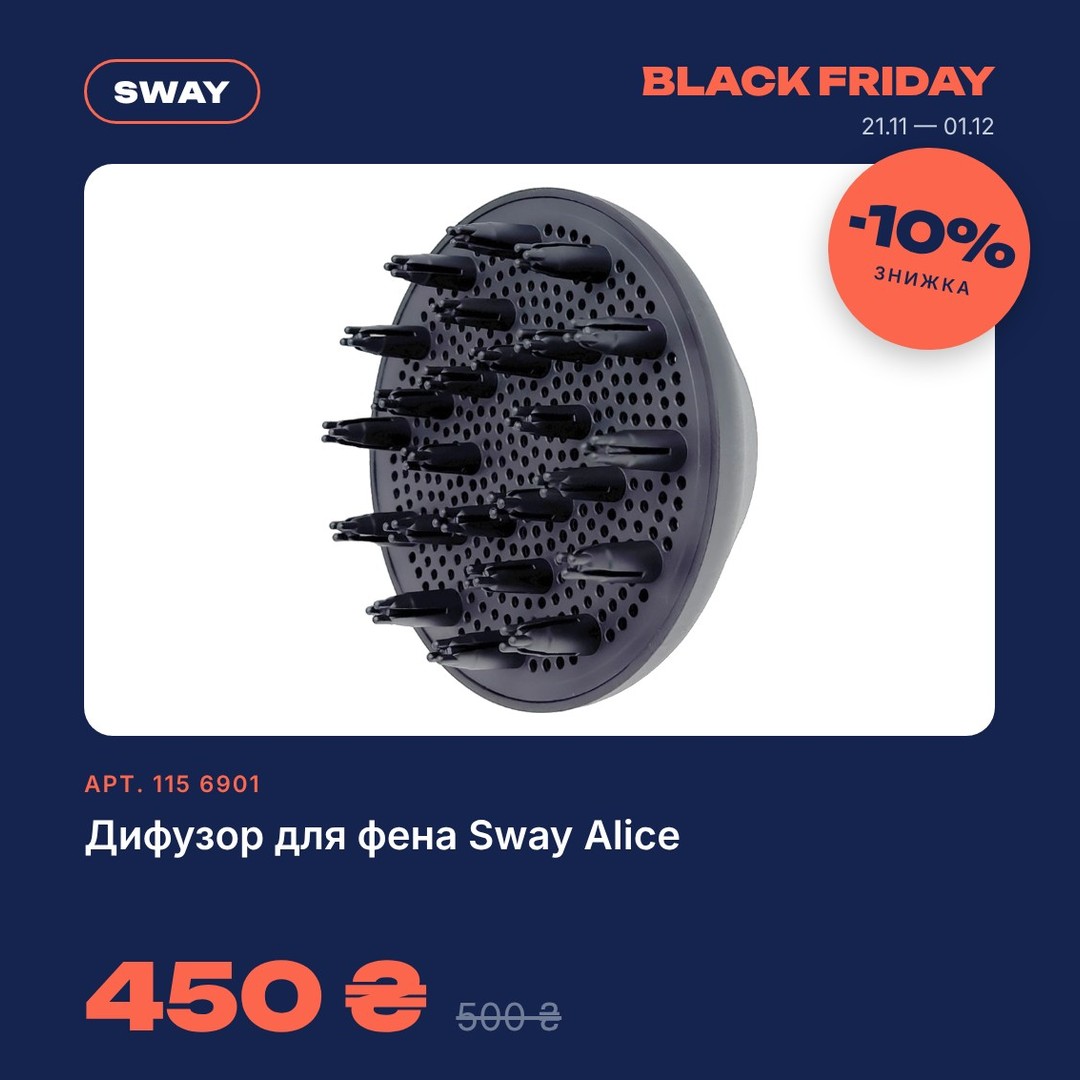 SWAY
BLACK FRIDAY
21.11 — 01.12
-10%
ЗНИЖКА
АРТ. 115 6901
Дифузор для фена Sway Alice
450 ₴
500 ₴